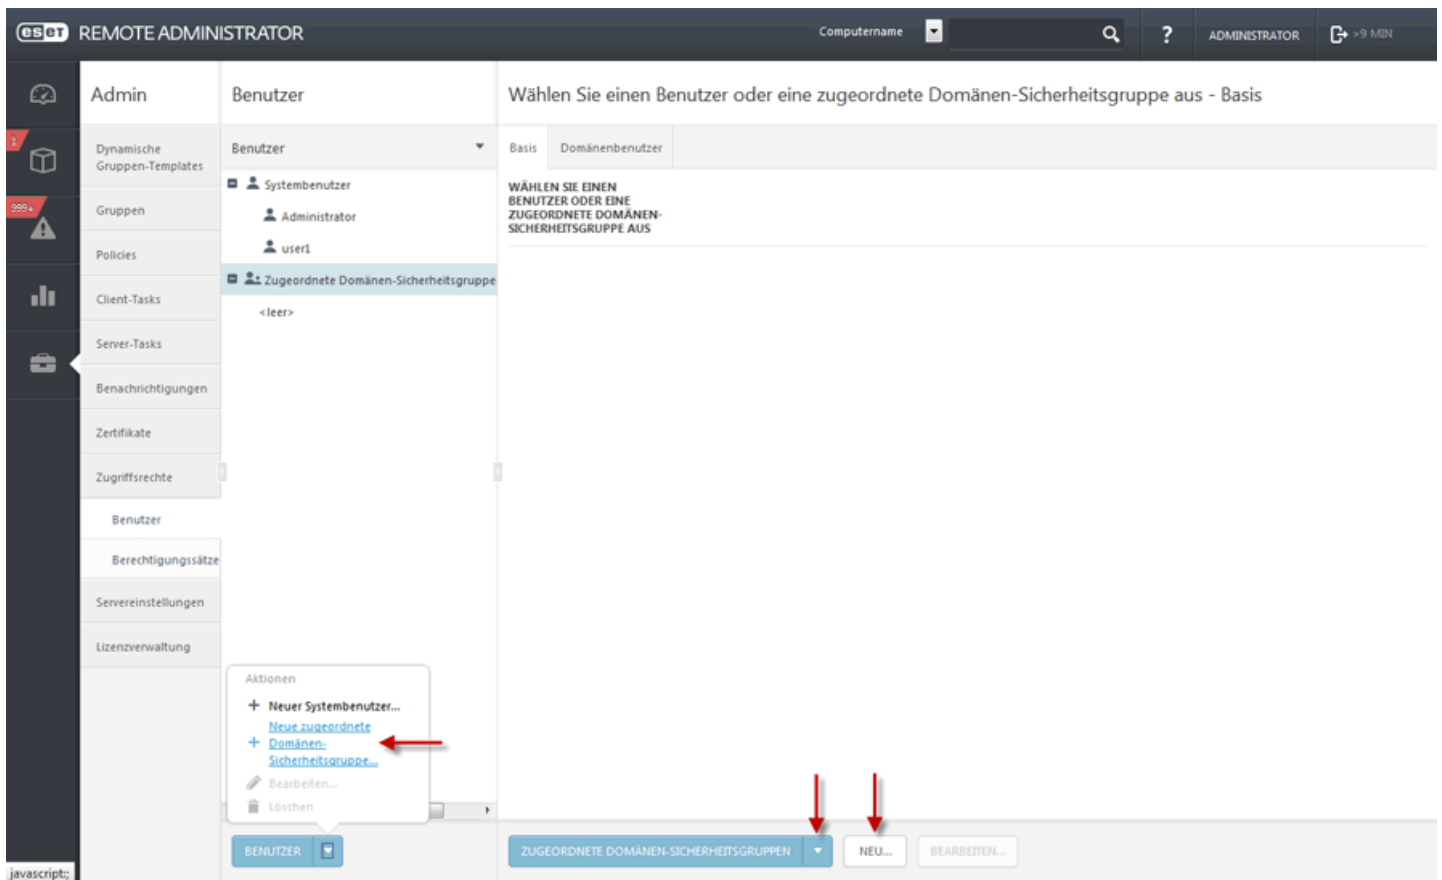 eseT REMOTE ADMINISTRATOR
Computername
?
ADMINISTRATOR
>9 MIN
Admin
Benutzer
Wählen Sie einen Benutzer oder eine zugeordnete Domänen-Sicherheitsgruppe aus - Basis
1
999+
Dynamische
Gruppen-Templates
Gruppen
Policies
Client-Tasks
Server-Tasks
Benachrichtigungen
Zertifikate
Zugriffsrechte
Benutzer
Berechtigungssätze
Servereinstellungen
Lizenzverwaltung
Benutzer
Systembenutzer
Administrator
user1
Zugeordnete Domänen-Sicherheitsgruppe
<leer>
Basis
Domänenbenutzer
WÄHLEN SIE EINEN
BENUTZER ODER EINE
ZUGEORDNETE DOMÄNEN-
SICHERHEITSGRUPPE AUS
Aktionen
Neuer Systembenutzer...
Neue zugeordnete
Domänen-
Sicherheitsgruppe...
Bearbeiten...
Löschen
BENUTZER
ZUGEORDNETE DOMÄNEN-SICHERHEITSGRUPPEN
NEU...
BEARBEITEN...
javascript:;